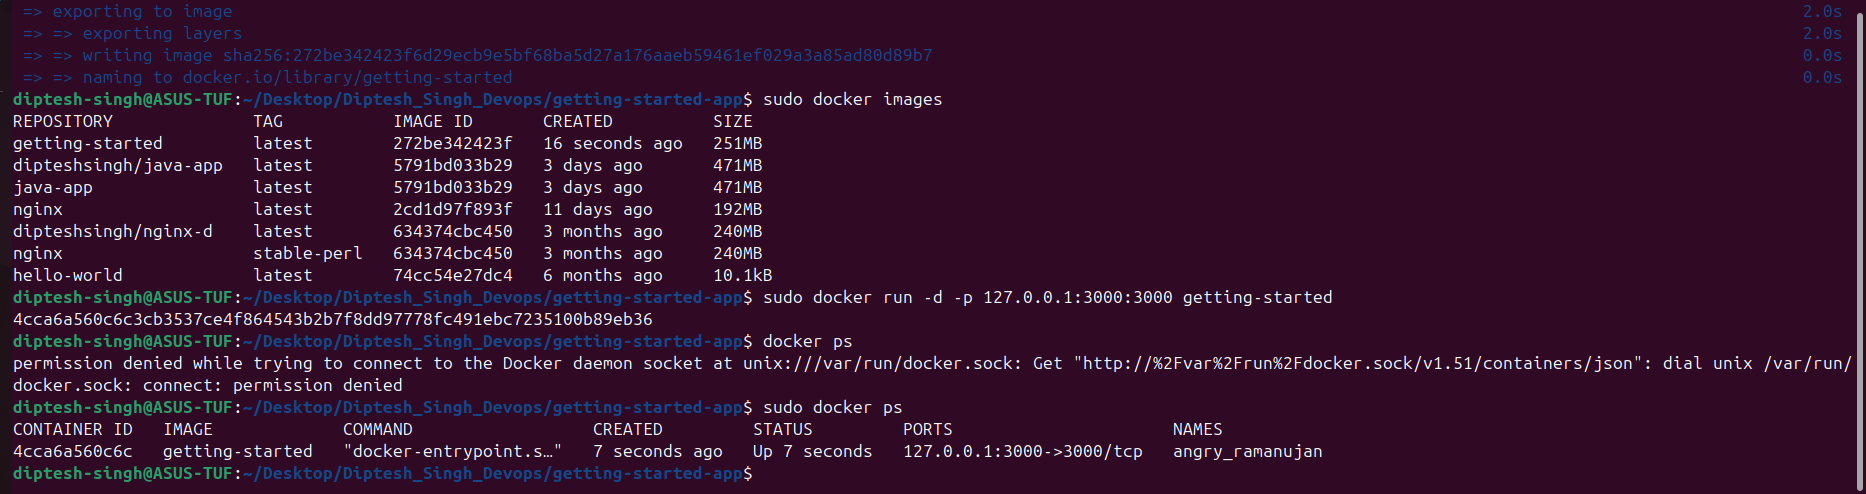 => exporting to image 2.0s
=> => exporting layers 2.0s
=> => writing image sha256:272be342423f6d29ecb9e5bf68ba5d27a176aaeb59461ef029a3a85ad80d89b7 0.0s
=> => naming to docker.io/library/getting-started 0.0s
diptesh-singh@ASUS-TUF:~/Desktop/Diptesh_Singh_Devops/getting-started-app$ sudo docker images
REPOSITORY TAG IMAGE ID CREATED SIZE
getting-started latest 272be342423f 16 seconds ago 251MB
dipteshsingh/java-app latest 5791bd033b29 3 days ago 471MB
java-app latest 5791bd033b29 3 days ago 471MB
nginx latest 2cd1d97f893f 11 days ago 192MB
dipteshsingh/nginx-d latest 634374cbc450 3 months ago 240MB
nginx stable-perl 634374cbc450 3 months ago 240MB
hello-world latest 74cc54e27dc4 6 months ago 10.1kB
diptesh-singh@ASUS-TUF:~/Desktop/Diptesh_Singh_Devops/getting-started-app$ sudo docker run -d -p 127.0.0.1:3000:3000 getting-started
4cca6a560c6c3cb3537ce4f864543b2b7f8dd97778fc491ebc7235100b89eb36
diptesh-singh@ASUS-TUF:~/Desktop/Diptesh_Singh_Devops/getting-started-app$ docker ps
permission denied while trying to connect to the Docker daemon socket at unix:///var/run/docker.sock: Get "http://%2Fvar%2Frun%2Fdocker.sock/v1.51/containers/json": dial unix /var/run/
docker.sock: connect: permission denied
diptesh-singh@ASUS-TUF:~/Desktop/Diptesh_Singh_Devops/getting-started-app$ sudo docker ps
CONTAINER ID IMAGE COMMAND CREATED STATUS PORTS NAMES
4cca6a560c6c getting-started "docker-entrypoint.s…" 7 seconds ago Up 7 seconds 127.0.0.1:3000->3000/tcp angry_ramanujan
diptesh-singh@ASUS-TUF:~/Desktop/Diptesh_Singh_Devops/getting-started-app$